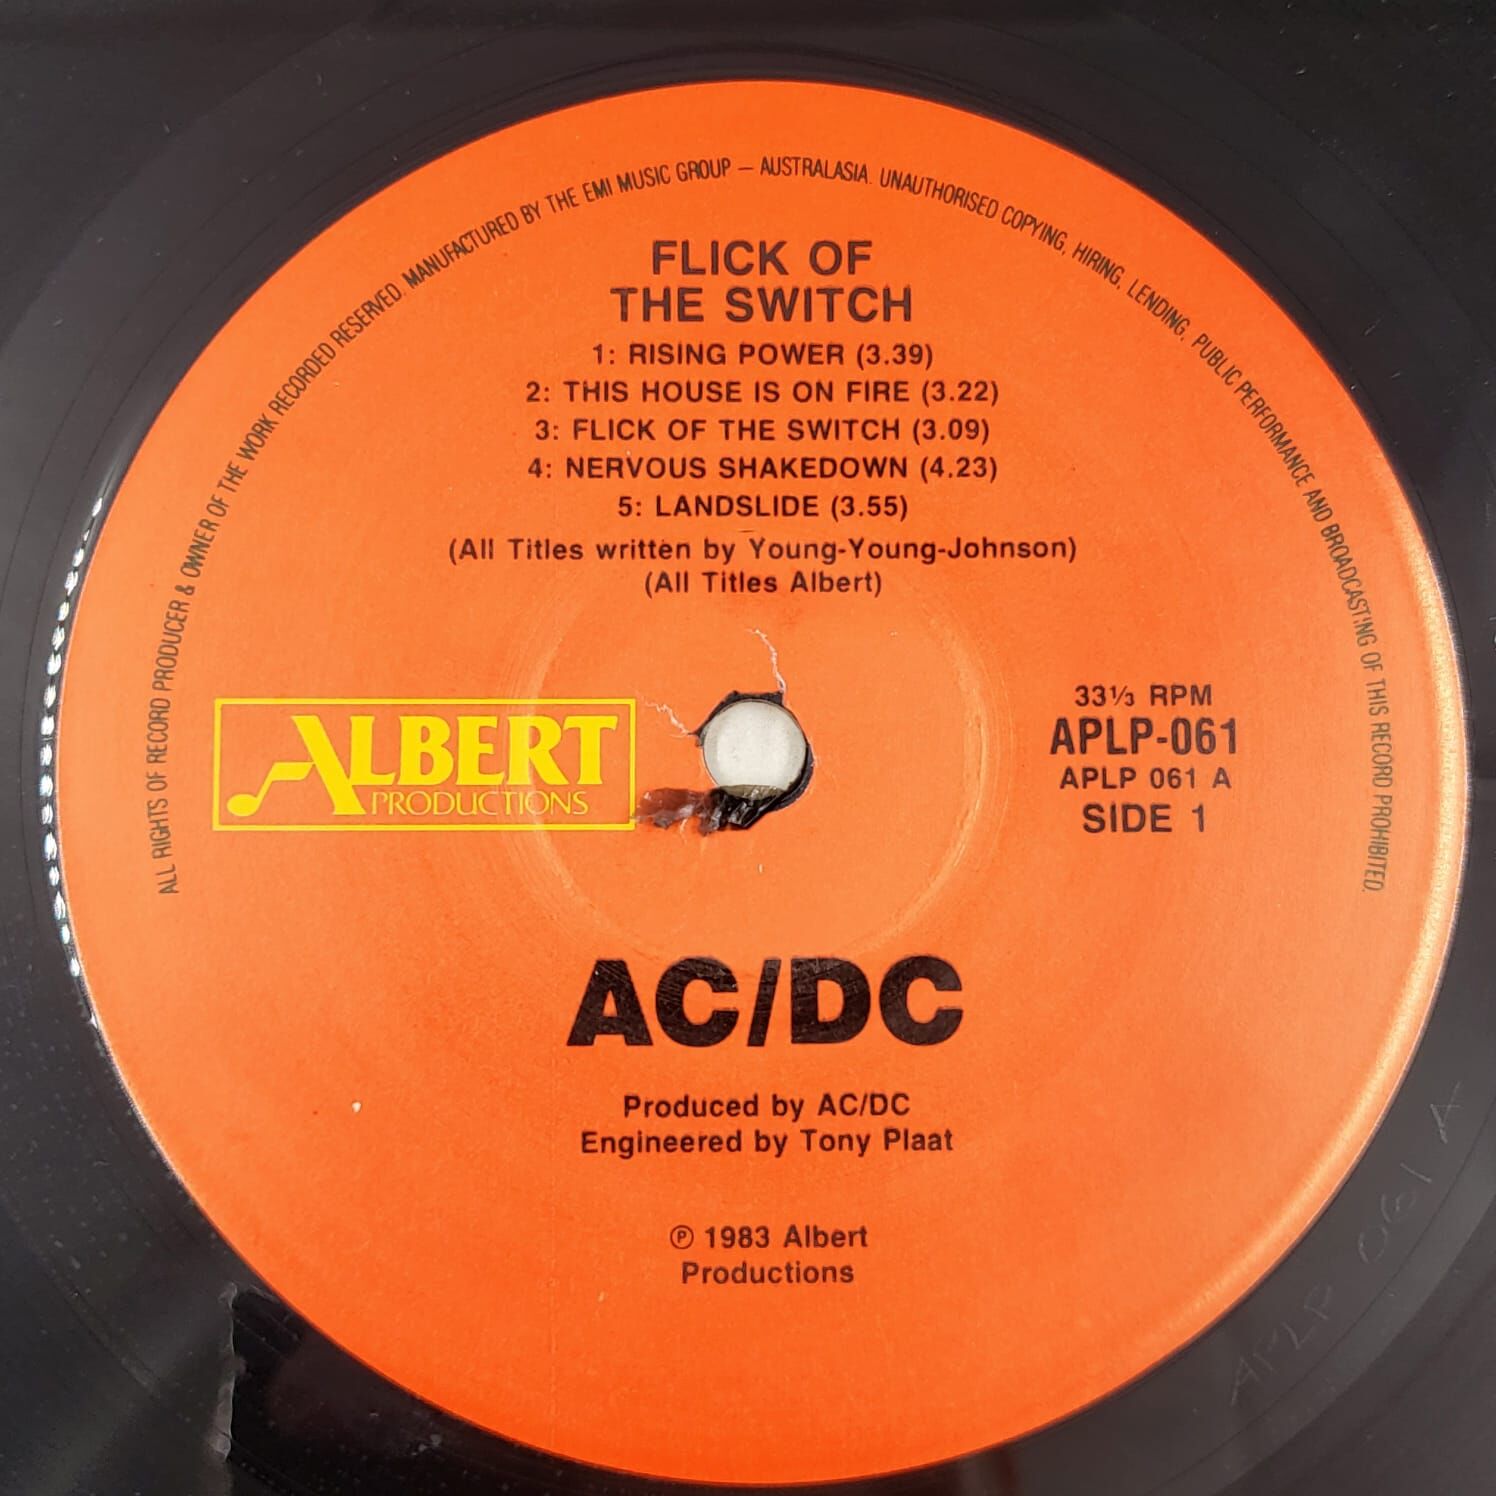 ALL RIGHTS OF RECORD PRODUCER & OWNER OF THE WORK RECORDED RESERVED. MANUFACTURED BY THE EMI MUSIC GROUP — AUSTRALASIA. UNAUTHORISED COPYING, HIRING, LENDING, PUBLIC PERFORMANCE AND BROADCASTING OF THIS RECORD PROHIBITED.
FLICK OF
THE SWITCH
1: RISING POWER (3.39)
2: THIS HOUSE IS ON FIRE (3.22)
3: FLICK OF THE SWITCH (3.09)
4: NERVOUS SHAKEDOWN (4.23)
5: LANDSLIDE (3.55)
(All Titles written by Young-Young-Johnson)
(All Titles Albert)
ALBERT
PRODUCTIONS
33⅓ RPM
APLP-061
APLP 061 A
SIDE 1
AC/DC
Produced by AC/DC
Engineered by Tony Plaat
℗ 1983 Albert
Productions
APLP 061 A